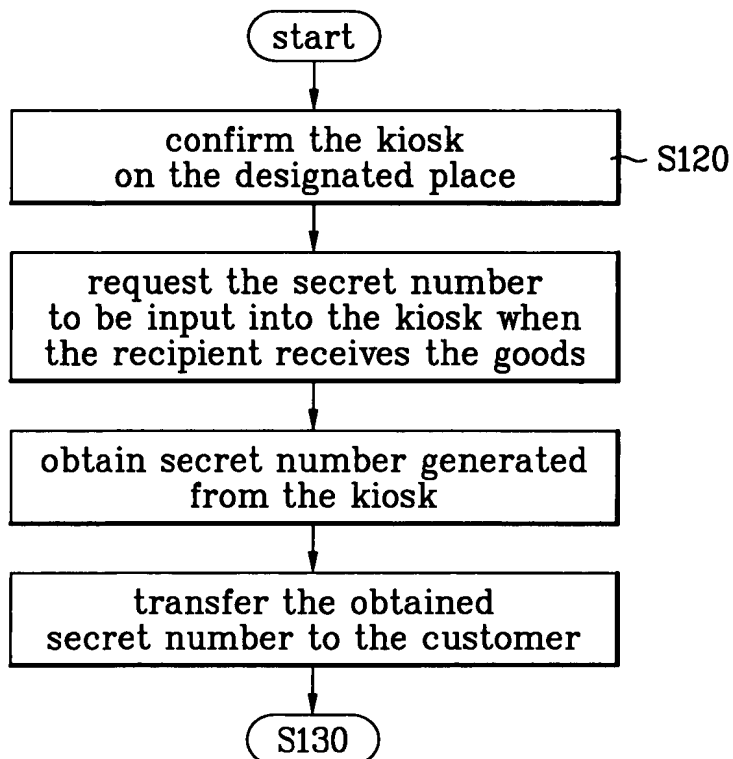 start
confirm the kiosk
on the designated place
S120
request the secret number
to be input into the kiosk when
the recipient receives the goods
obtain secret number generated
from the kiosk
transfer the obtained
secret number to the customer
S130